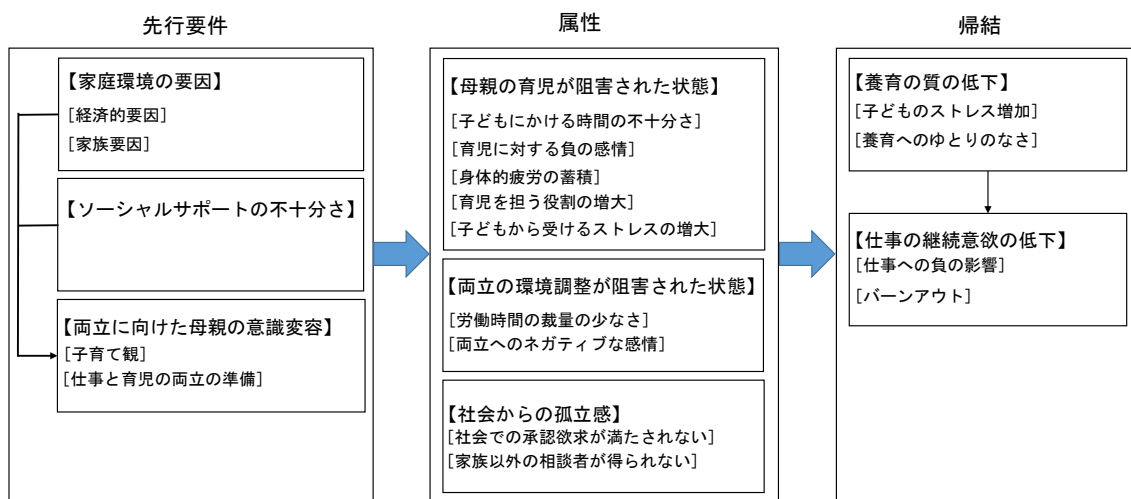 先行要件
【家庭環境の要因】
[経済的要因]
[家族要因]
【ソーシャルサポートの不十分さ】
【両立に向けた母親の意識変容】
[子育て観]
[仕事と育児の両立の準備]
属性
【母親の育児が阻害された状態】
[子どもにかける時間の不十分さ]
[育児に対する負の感情]
[身体的疲労の蓄積]
[育児を担う役割の増大]
[子どもから受けるストレスの増大]
【両立の環境調整が阻害された状態】
[労働時間の裁量の少なさ]
[両立へのネガティブな感情]
【社会からの孤立感】
[社会での承認欲求が満たされない]
[家族以外の相談者が得られない]
帰結
【養育の質の低下】
[子どものストレス増加]
[養育へのゆとりのなさ]
【仕事の継続意欲の低下】
[仕事への負の影響]
[バーンアウト]